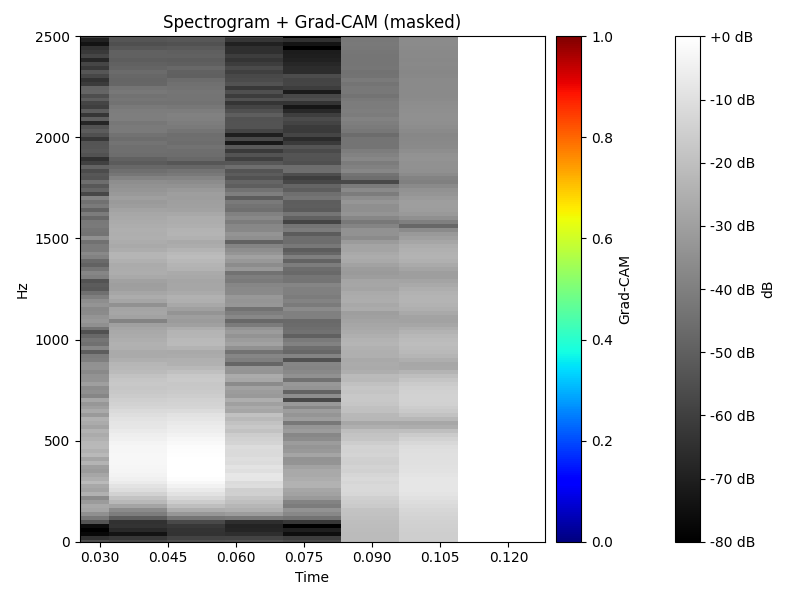 Spectrogram + Grad-CAM (masked)
2500
2000
1500
1000
500
0
Hz
0.030
0.045
0.060
0.075
0.090
0.105
0.120
Time
1.0
0.8
0.6
0.4
0.2
0.0
Grad-CAM
+0 dB
-10 dB
-20 dB
-30 dB
-40 dB
-50 dB
-60 dB
-70 dB
-80 dB
dB